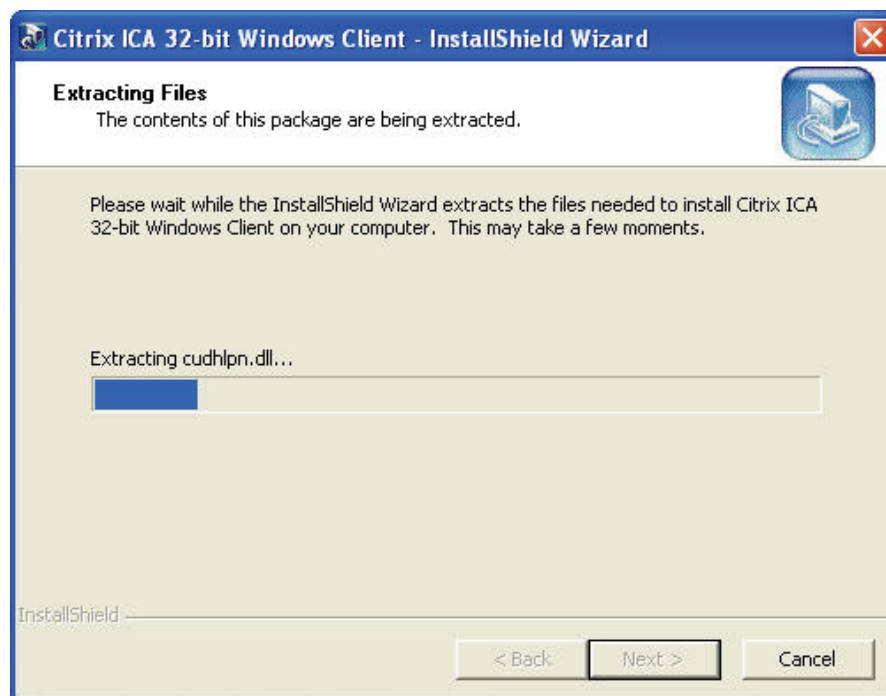 Citrix ICA 32-bit Windows Client - InstallShield Wizard
Extracting Files
The contents of this package are being extracted.
Please wait while the InstallShield Wizard extracts the files needed to install Citrix ICA
32-bit Windows Client on your computer.  This may take a few moments.
Extracting cudhlpn.dll...
InstallShield
< Back
Next >
Cancel